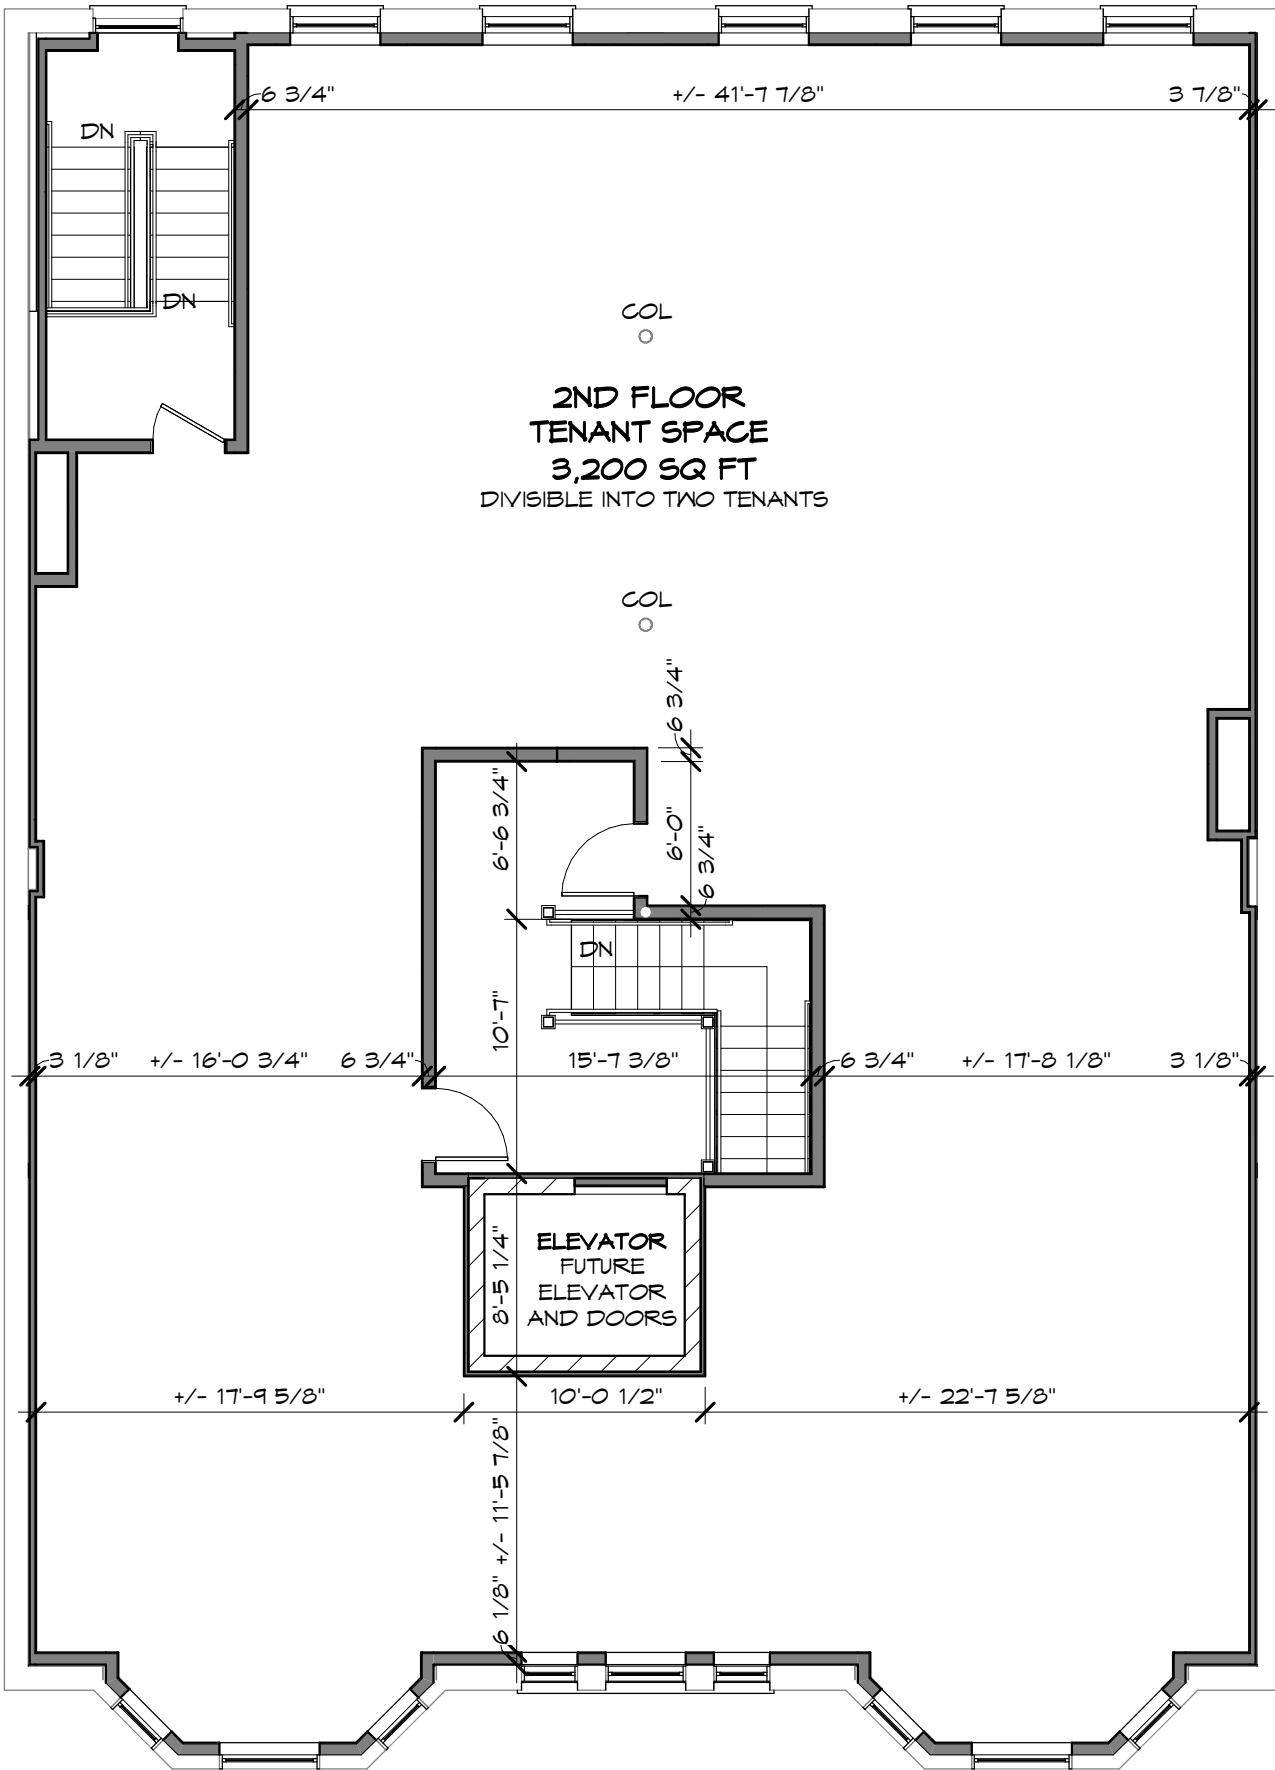 6 3/4"
+/- 41'-7 7/8"
3 7/8"
DN
DN
COL
2ND FLOOR
TENANT SPACE
3,200 SQ FT
DIVISIBLE INTO TWO TENANTS
COL
6 3/4"
6'-6 3/4"
6'-0"
6 3/4"
DN
10'-7"
3 1/8"
+/- 16'-0 3/4"
6 3/4"
15'-7 3/8"
6 3/4"
+/- 17'-8 1/8"
3 1/8"
8'-5 1/4"
ELEVATOR
FUTURE
ELEVATOR
AND DOORS
+/- 17'-9 5/8"
10'-0 1/2"
+/- 22'-7 5/8"
+/- 11'-5 7/8"
6 1/8"